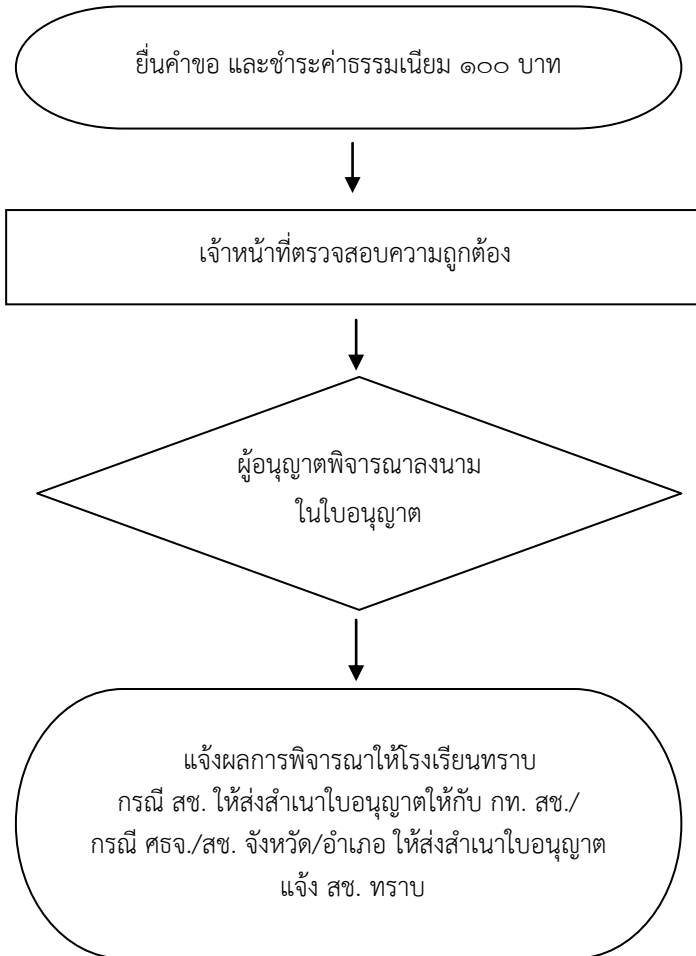 ยื่นคำขอ และชำระค่าธรรมเนียม ๑๐๐ บาท
เจ้าหน้าที่ตรวจสอบความถูกต้อง
ผู้อนุญาตพิจารณาลงนาม
ในใบอนุญาต
แจ้งผลการพิจารณาให้โรงเรียนทราบ
กรณี สช. ให้ส่งสำเนาใบอนุญาตให้กับ กท. สช./
กรณี ศธจ./สช. จังหวัด/อำเภอ ให้ส่งสำเนาใบอนุญาต
แจ้ง สช. ทราบ